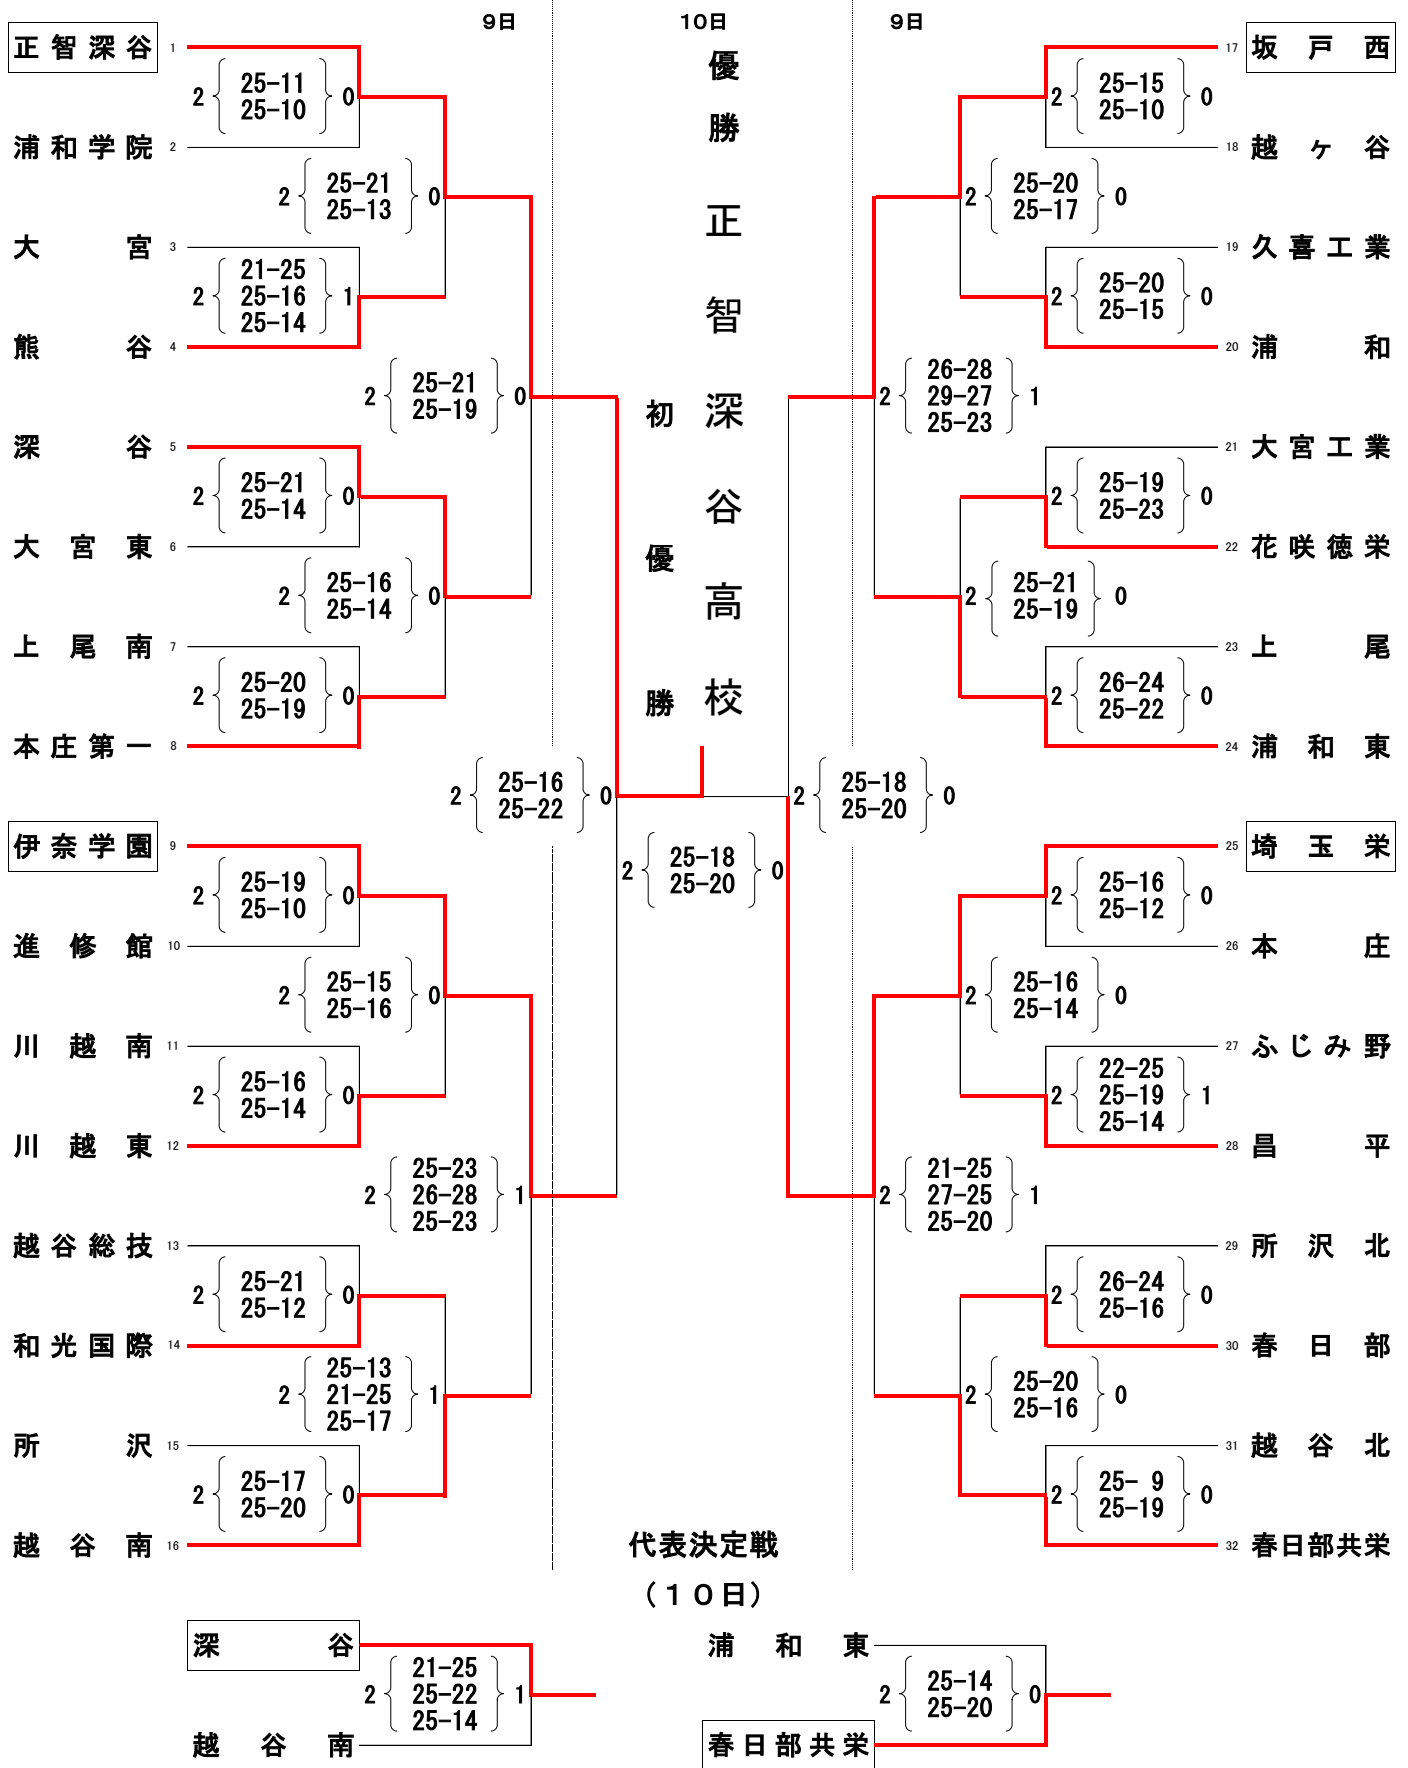 9日 10日 9日
優勝 正智深谷高校
初優勝
正智深谷 1
2 25-11 0
25-10
浦和学院 2
2 25-21 0
25-13
大宮 3
21-25
2 25-16 1
25-14
熊谷 4
2 25-21 0
25-19
深谷 5
2 25-21 0
25-14
大宮東 6
2 25-16 0
25-14
上尾南 7
2 25-20 0
25-19
本庄第一 8
2 25-16 0
25-22
伊奈学園 9
2 25-19 0
25-10
進修館 10
2 25-15 0
25-16
川越南 11
2 25-16 0
25-14
川越東 12
25-23
2 26-28 1
25-23
越谷総技 13
2 25-21 0
25-12
和光国際 14
25-13
2 21-25 1
25-17
所沢 15
2 25-17 0
25-20
越谷南 16
2 25-18 0
25-20
17 坂戸西
2 25-15 0
25-10
18 越ヶ谷
2 25-20 0
25-17
19 久喜工業
2 25-20 0
25-15
20 浦和
26-28
2 29-27 1
25-23
21 大宮工業
2 25-19 0
25-23
22 花咲徳栄
2 25-21 0
25-19
23 上尾
2 26-24 0
25-22
24 浦和東
2 25-18 0
25-20
25 埼玉栄
2 25-16 0
25-12
26 本庄
2 25-16 0
25-14
27 ふじみ野
22-25
2 25-19 1
25-14
28 昌平
21-25
2 27-25 1
25-20
29 所沢北
2 26-24 0
25-16
30 春日部
2 25-20 0
25-16
31 越谷北
2 25- 9 0
25-19
32 春日部共栄
代表決定戦
(10日)
深谷
21-25
2 25-22 1
25-14
越谷南
浦和東
2 25-14 0
25-20
春日部共栄